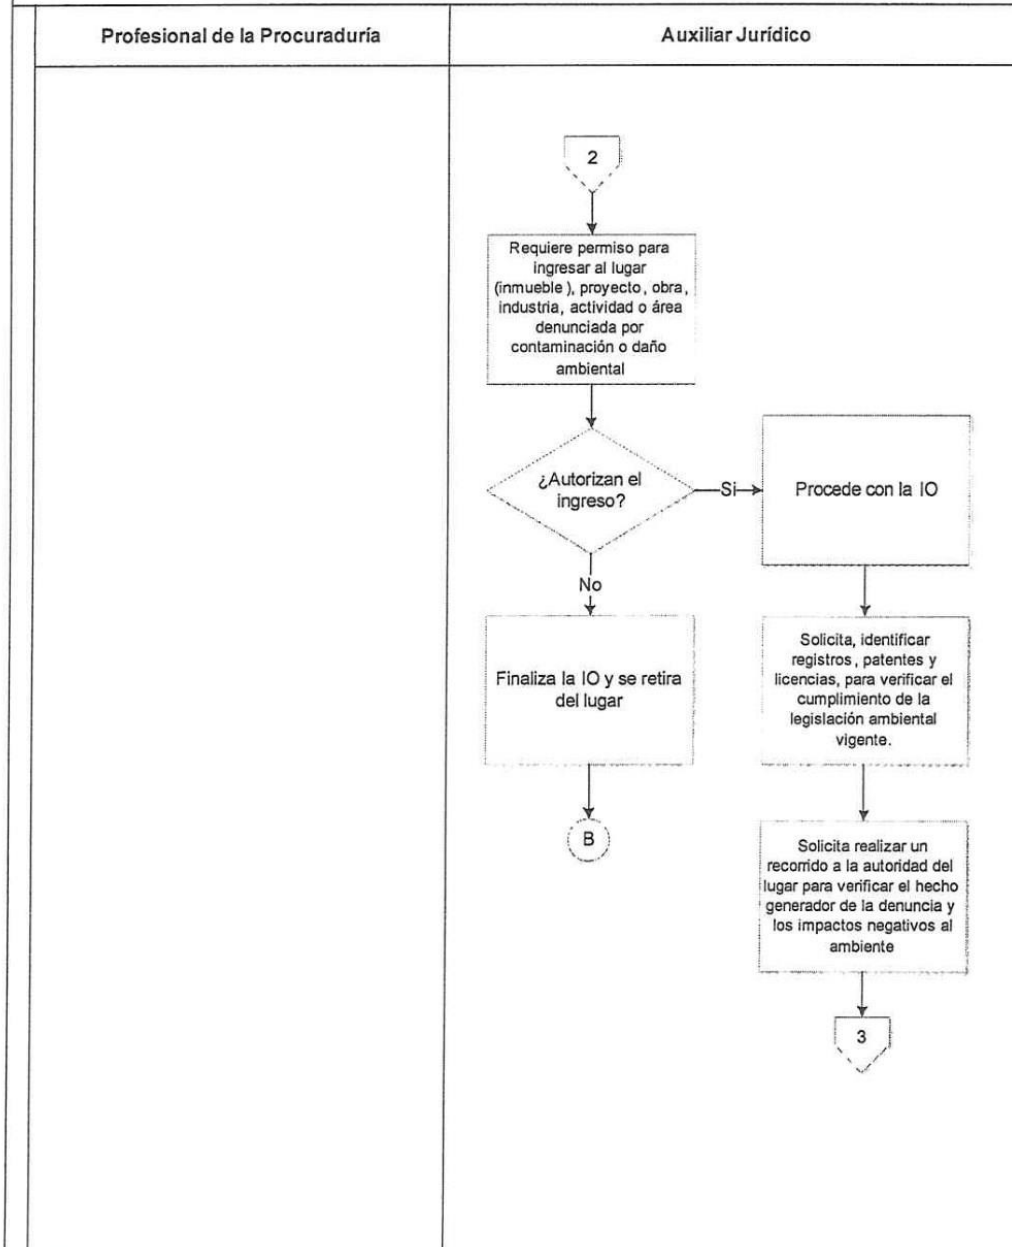 Profesional de la Procuraduría
Auxiliar Jurídico
2
Requiere permiso para
ingresar al lugar
(inmueble), proyecto, obra,
industria, actividad o área
denunciada por
contaminación o daño
ambiental
¿Autorizan el
ingreso?
Si
Procede con la IO
No
Finaliza la IO y se retira
del lugar
Solicita, identificar
registros, patentes y
licencias, para verificar el
cumplimiento de la
legislación ambiental
vigente.
B
Solicita realizar un
recorrido a la autoridad del
lugar para verificar el hecho
generador de la denuncia y
los impactos negativos al
ambiente
3